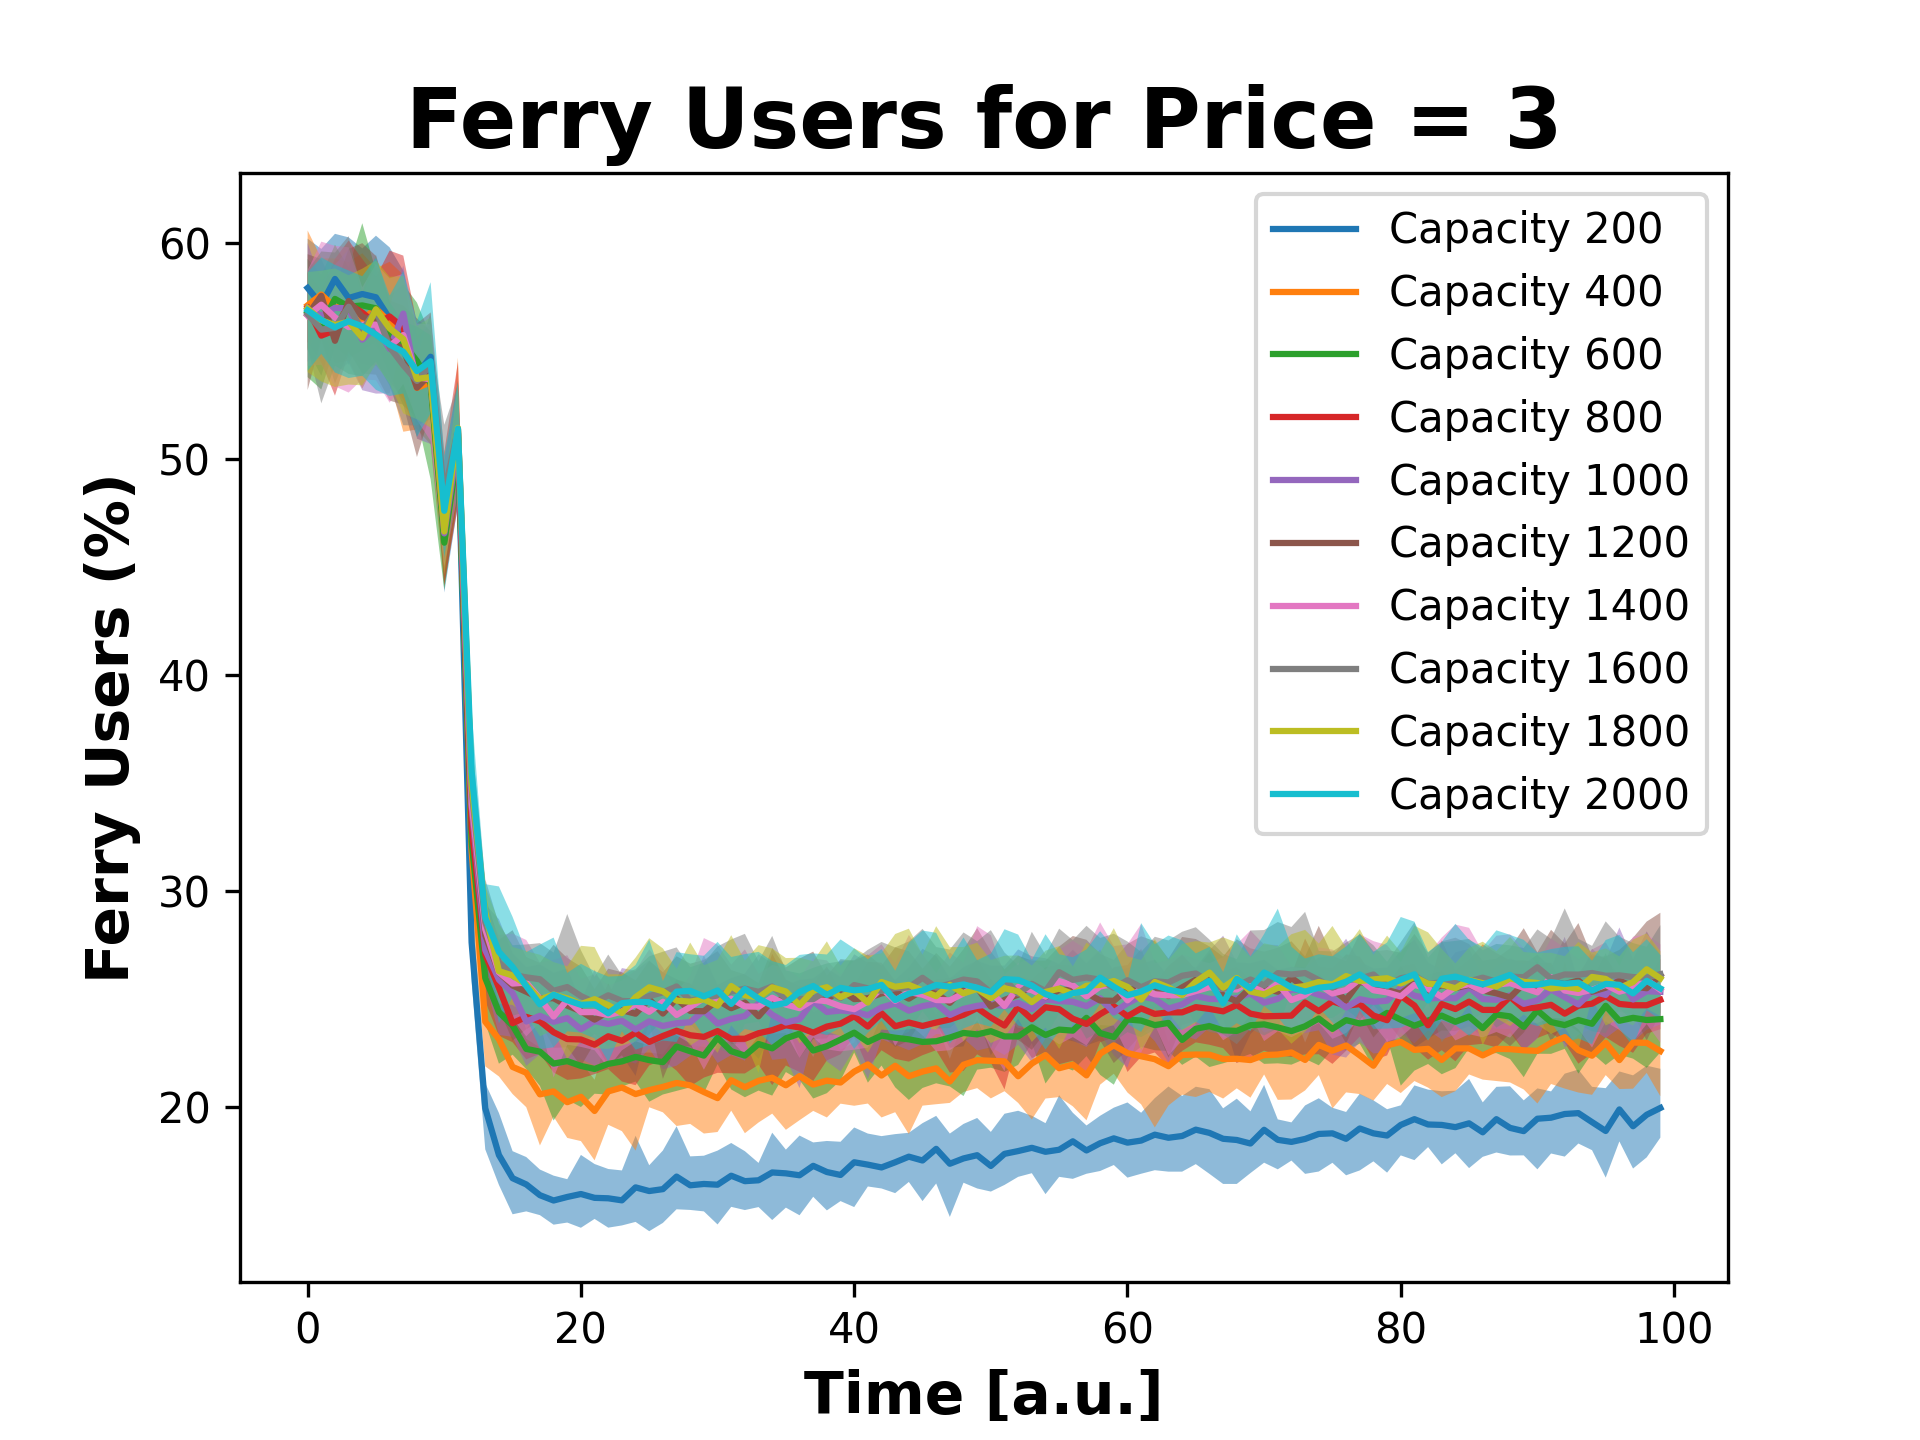 Ferry Users for Price = 3
Ferry Users (%)
60
50
40
30
20
Capacity 200
Capacity 400
Capacity 600
Capacity 800
Capacity 1000
Capacity 1200
Capacity 1400
Capacity 1600
Capacity 1800
Capacity 2000
0 20 40 60 80 100
Time [a.u.]